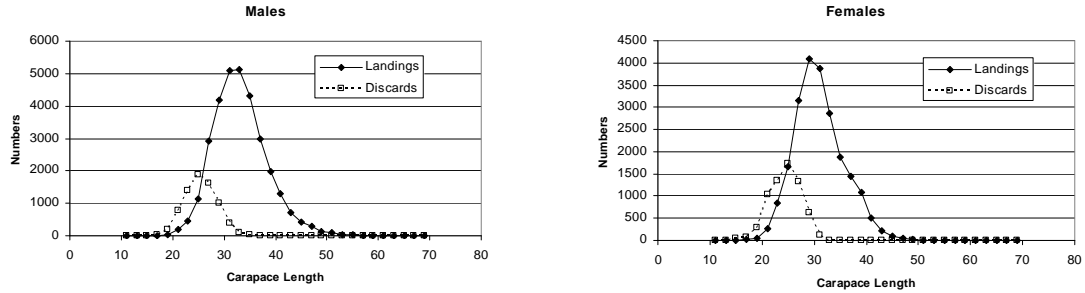 Males
6000
5000
4000
3000
2000
1000
0
0 10 20 30 40 50 60 70 80
Carapace Length
Numbers
Landings
Discards
Females
4500
4000
3500
3000
2500
2000
1500
1000
500
0
0 10 20 30 40 50 60 70 80
Carapace Length
Numbers
Landings
Discards